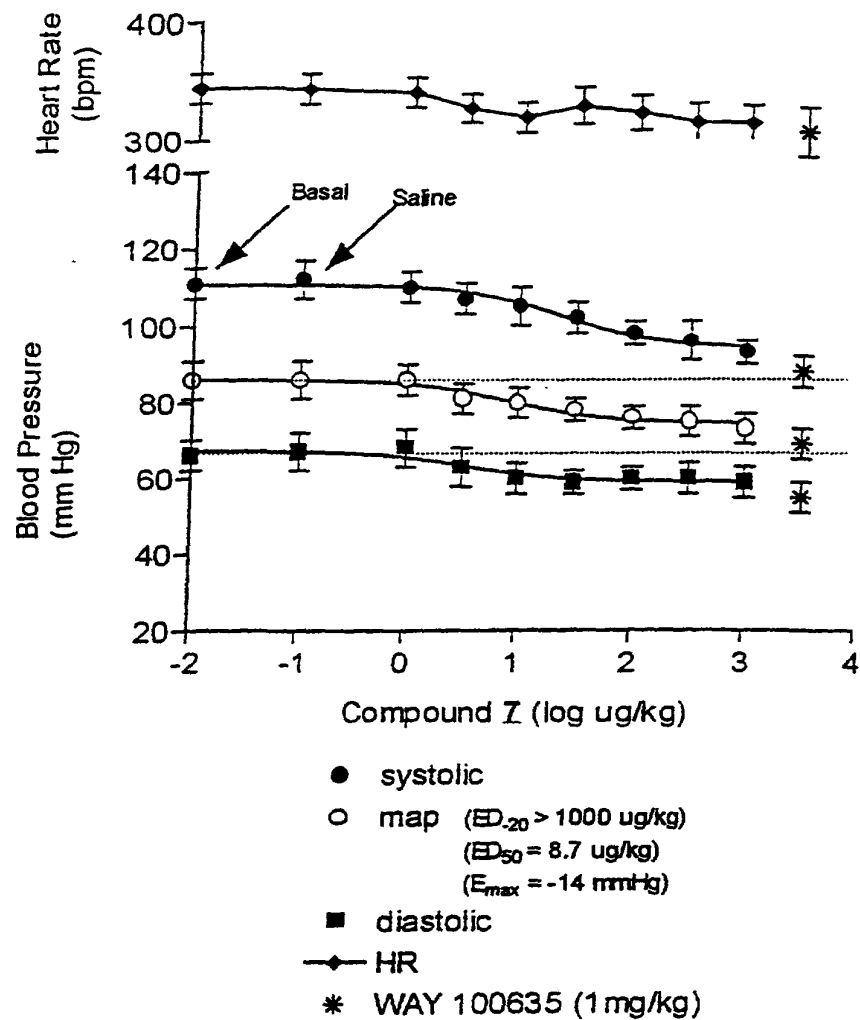 Heart Rate
(bpm)
400
300
140
120
100
80
60
40
20
Basal
Saline
Blood Pressure
(mm Hg)
-2 -1 0 1 2 3 4
Compound 7 (log ug/kg)
systolic
map (ED-20 > 1000 ug/kg)
(ED50 = 8.7 ug/kg)
(Emax = -14 mmHg)
diastolic
HR
WAY 100635 (1mg/kg)